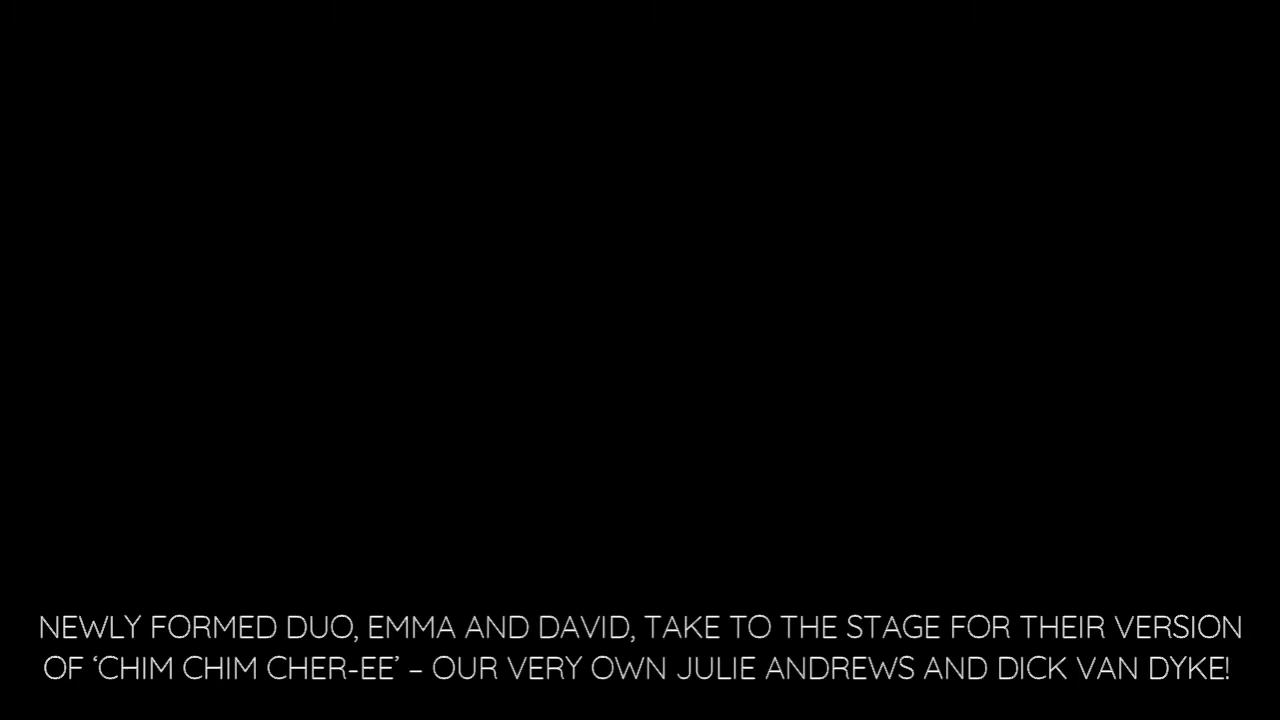 NEWLY FORMED DUO, EMMA AND DAVID, TAKE TO THE STAGE FOR THEIR VERSION
OF ‘CHIM CHIM CHER-EE’ – OUR VERY OWN JULIE ANDREWS AND DICK VAN DYKE!